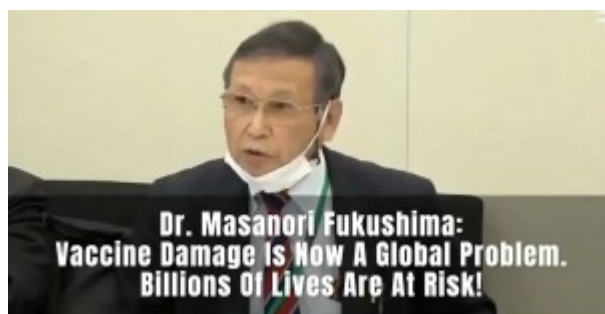 Dr. Masanori Fukushima:
Vaccine Damage Is Now A Global Problem.
Billions Of Lives Are At Risk!